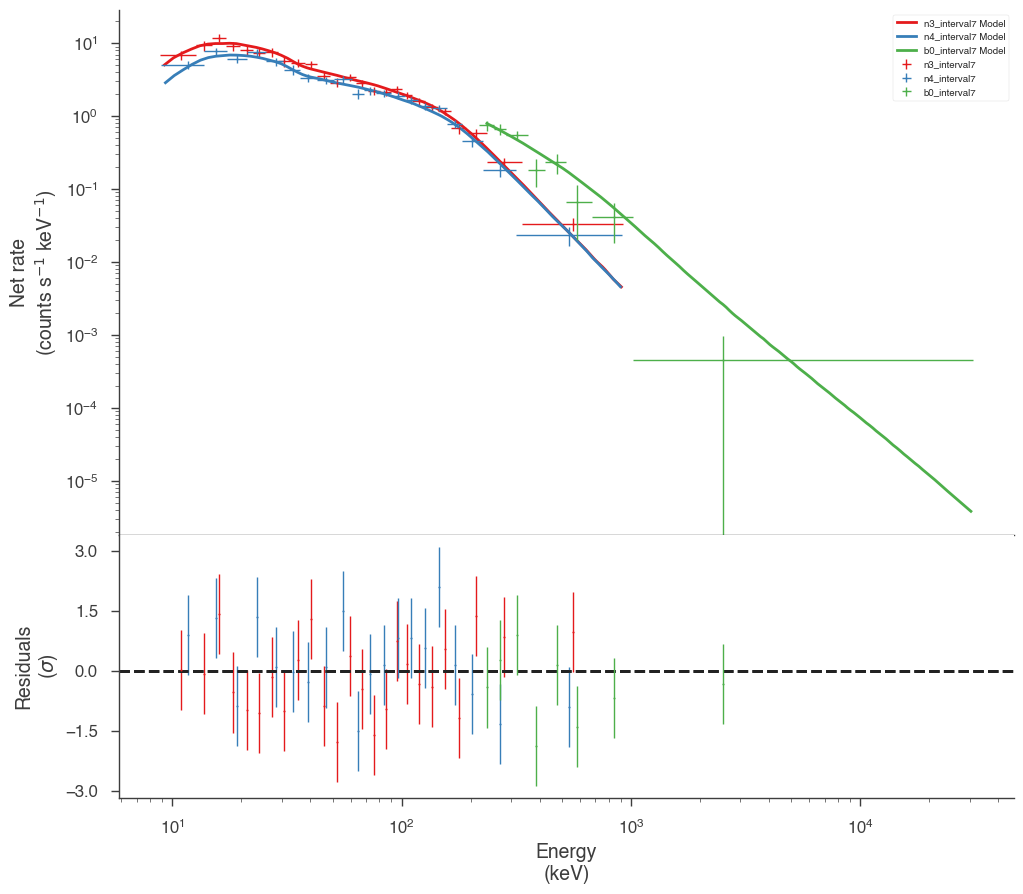 n3_interval7 Model
n4_interval7 Model
b0_interval7 Model
n3_interval7
n4_interval7
b0_interval7
10¹
10⁰
10⁻¹
10⁻²
10⁻³
10⁻⁴
10⁻⁵
Net rate
(counts s⁻¹ keV⁻¹)
3.0
1.5
0.0
−1.5
−3.0
Residuals
(σ)
10¹ 10² 10³ 10⁴
Energy
(keV)